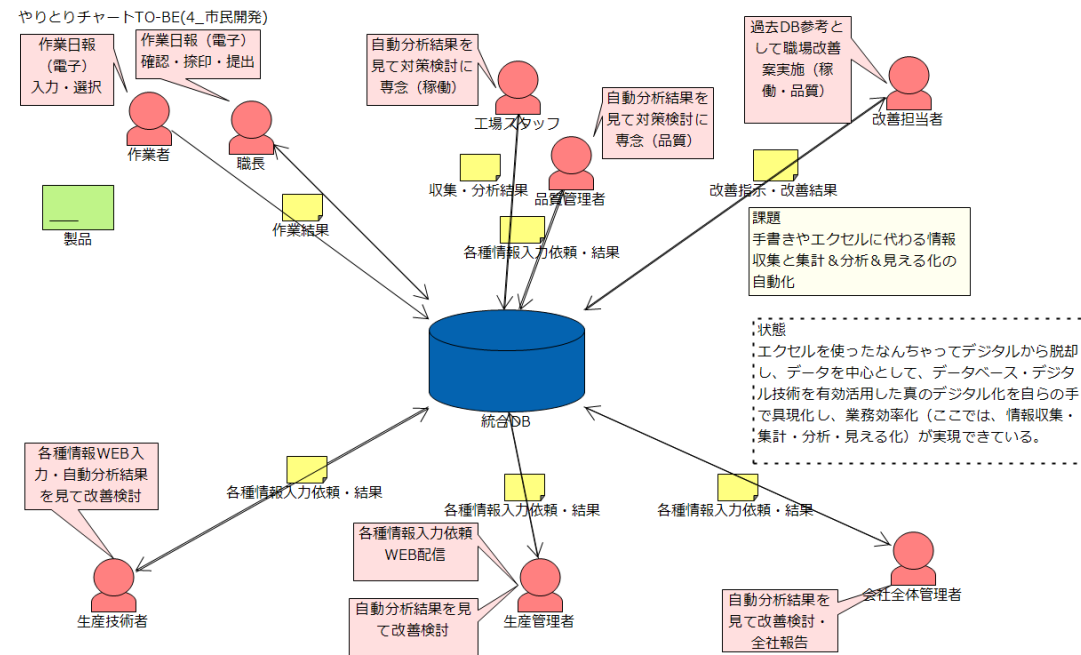 やりとりチャートTO-BE(4_市民開発)
作業日報
(電子)
入力・選択
作業日報（電子）
確認・捺印・提出
作業者
職長
製品
作業結果
自動分析結果を
見て対策検討に
専念（稼働）
工場スタッフ
収集・分析結果
自動分析結果を
見て対策検討に
専念（品質）
品質管理者
各種情報入力依頼・結果
過去DB参考と
して職場改善
案実施（稼
働・品質）
改善担当者
改善指示・改善結果
課題
手書きやエクセルに代わる情報
収集と集計＆分析＆見える化の
自動化
状態
エクセルを使ったなんちゃってデジタルから脱却
し、データを中心として、データベース・デジタ
ル技術を有効活用した真のデジタル化を自らの手
で具現化し、業務効率化（ここでは、情報収集・
集計・分析・見える化）が実現できている。
統合DB
各種情報WEB入
力・自動分析結果
を見て改善検討
各種情報入力依頼・結果
生産技術者
各種情報入力依頼・結果
各種情報入力依頼
WEB配信
自動分析結果を見
て改善検討
生産管理者
各種情報入力依頼・結果
会社全体管理者
自動分析結果を
見て改善検討・
全社報告